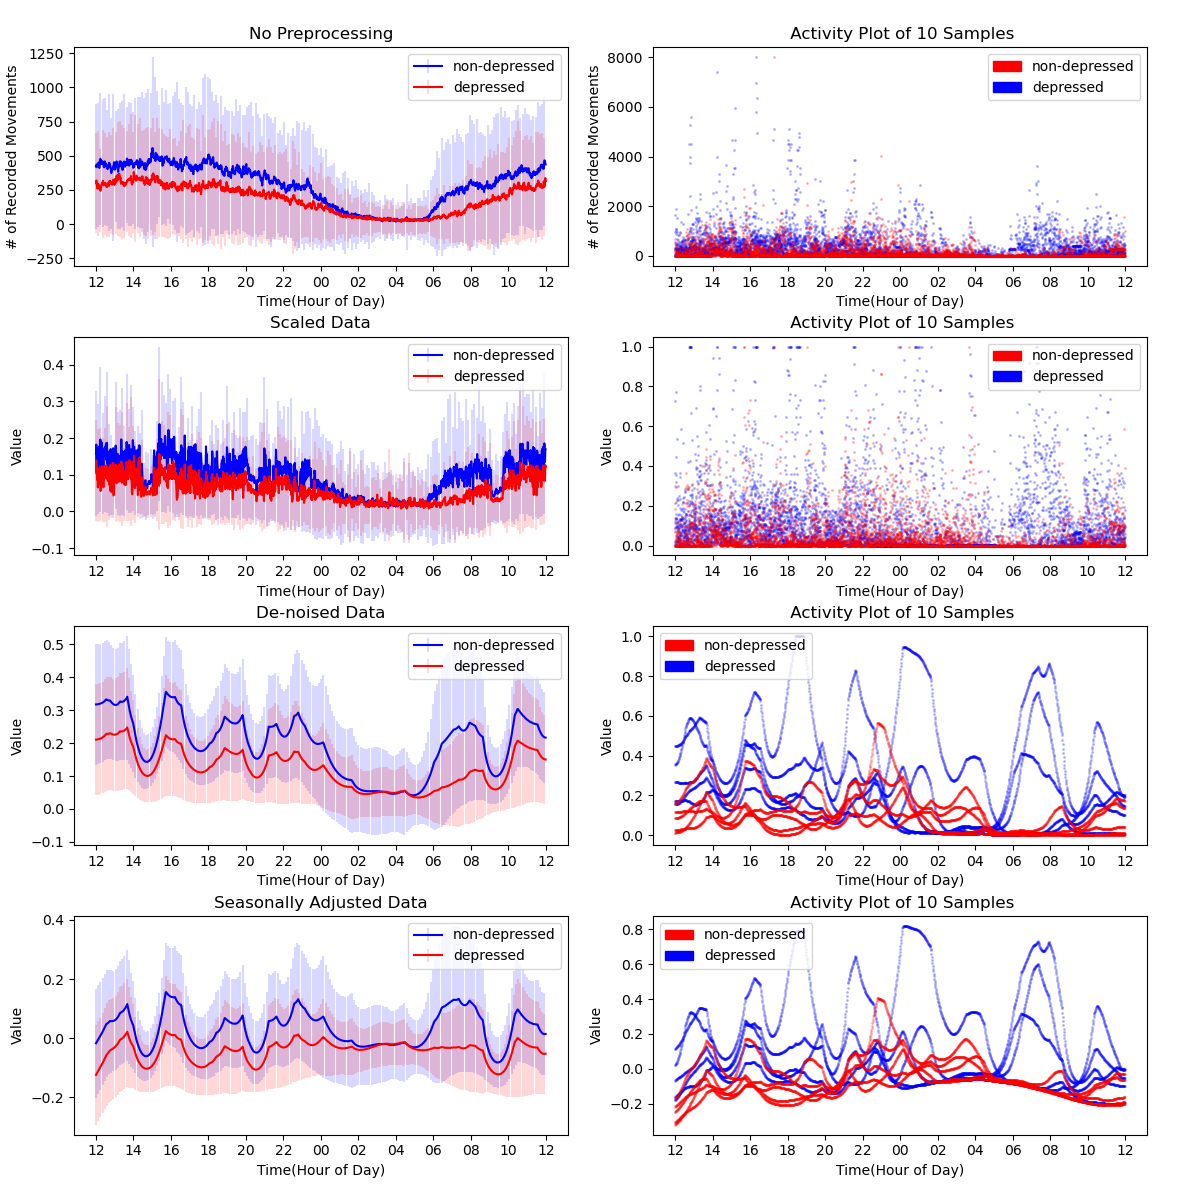 No Preprocessing
# of Recorded Movements
1250
1000
750
500
250
0
−250
non-depressed
depressed
12 14 16 18 20 22 00 02 04 06 08 10 12
Time(Hour of Day)
Activity Plot of 10 Samples
# of Recorded Movements
8000
6000
4000
2000
0
non-depressed
depressed
12 14 16 18 20 22 00 02 04 06 08 10 12
Time(Hour of Day)
Scaled Data
Value
0.4
0.3
0.2
0.1
0.0
−0.1
non-depressed
depressed
12 14 16 18 20 22 00 02 04 06 08 10 12
Time(Hour of Day)
Activity Plot of 10 Samples
Value
1.0
0.8
0.6
0.4
0.2
0.0
non-depressed
depressed
12 14 16 18 20 22 00 02 04 06 08 10 12
Time(Hour of Day)
De-noised Data
Value
0.5
0.4
0.3
0.2
0.1
0.0
−0.1
non-depressed
depressed
12 14 16 18 20 22 00 02 04 06 08 10 12
Time(Hour of Day)
Activity Plot of 10 Samples
Value
1.0
0.8
0.6
0.4
0.2
0.0
non-depressed
depressed
12 14 16 18 20 22 00 02 04 06 08 10 12
Time(Hour of Day)
Seasonally Adjusted Data
Value
0.4
0.2
0.0
−0.2
non-depressed
depressed
12 14 16 18 20 22 00 02 04 06 08 10 12
Time(Hour of Day)
Activity Plot of 10 Samples
Value
0.8
0.6
0.4
0.2
0.0
−0.2
non-depressed
depressed
12 14 16 18 20 22 00 02 04 06 08 10 12
Time(Hour of Day)